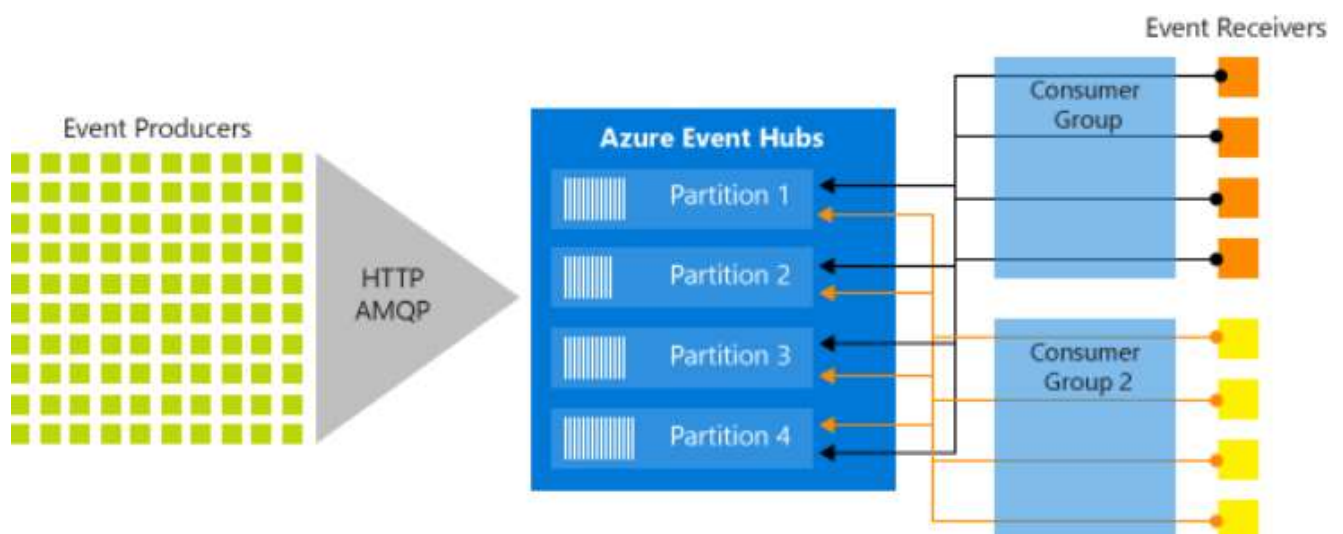 Event Receivers
Event Producers
HTTP
AMQP
Azure Event Hubs
Partition 1
Partition 2
Partition 3
Partition 4
Consumer
Group
Consumer
Group 2